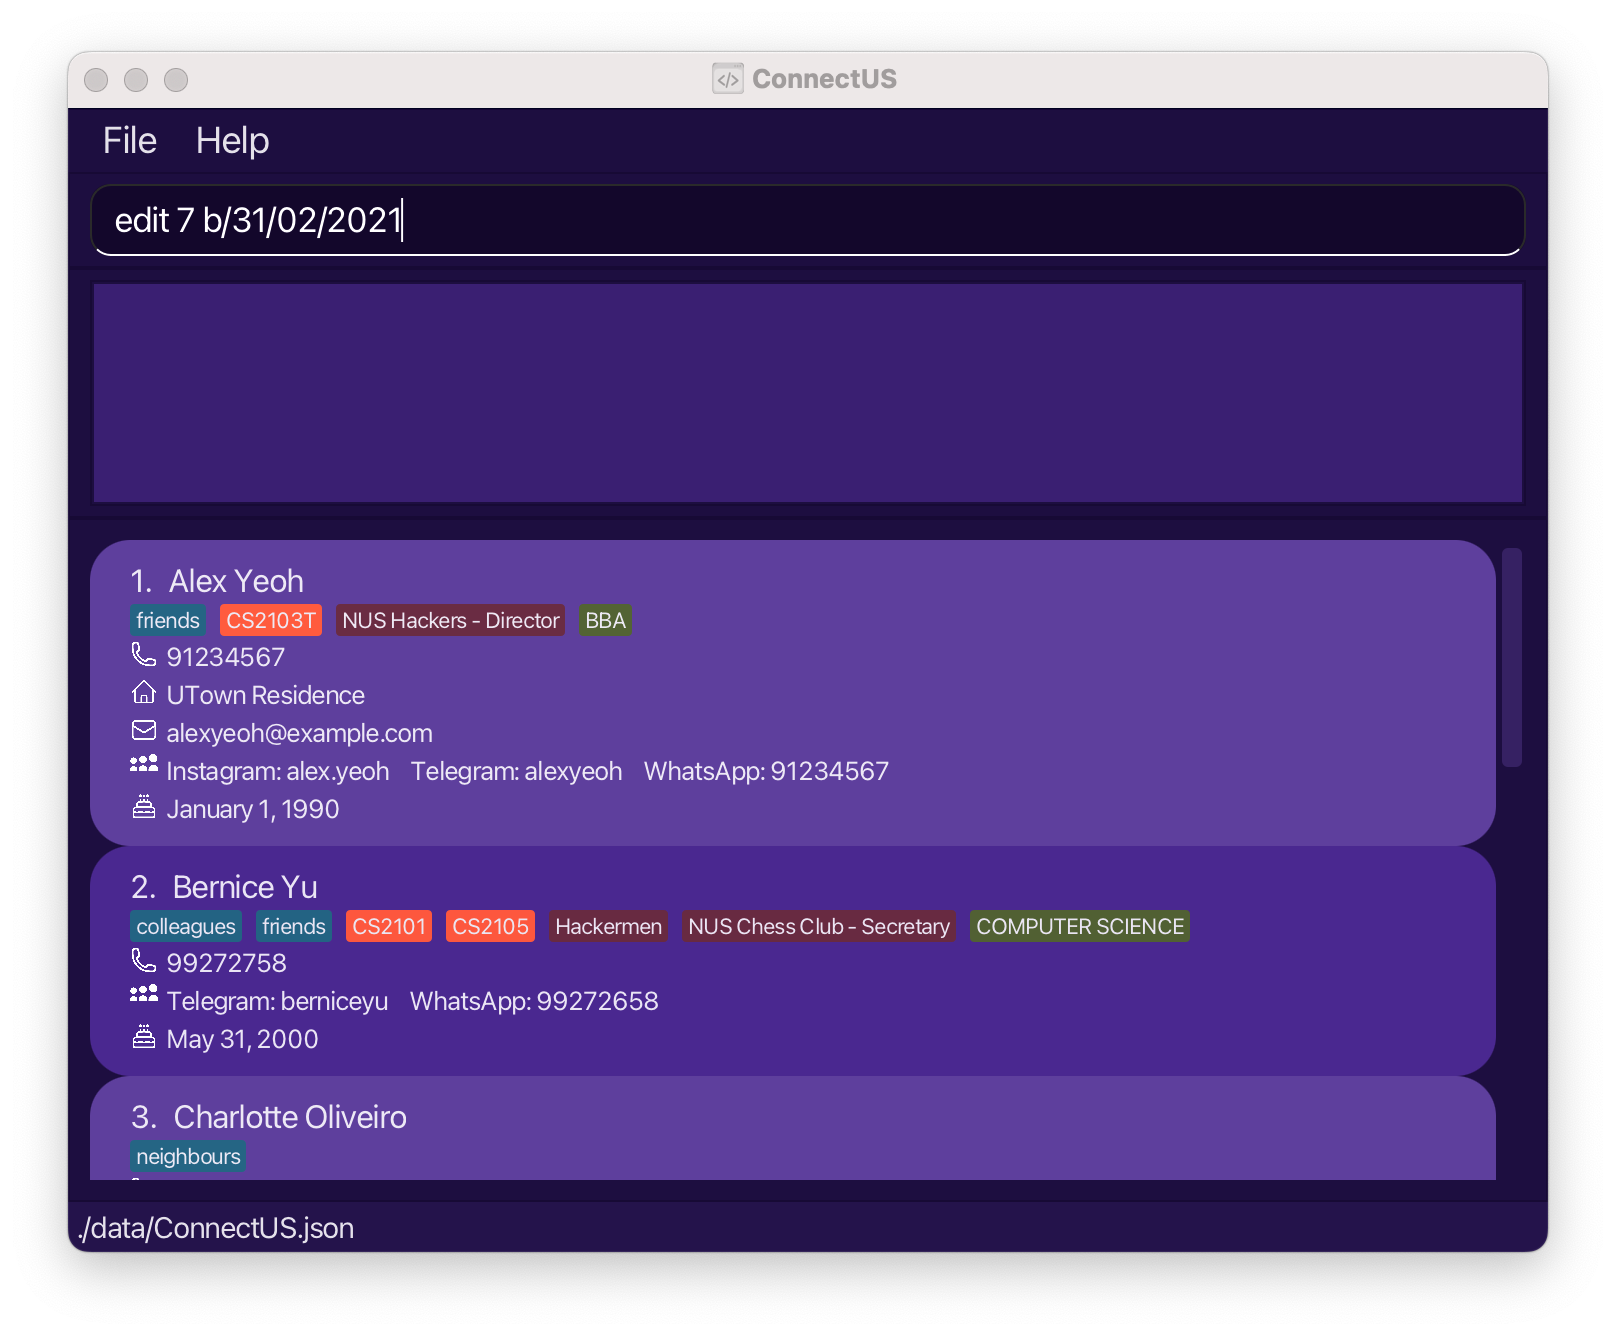 ConnectUS
File Help
edit 7 b/31/02/2021
1. Alex Yeoh
friends CS2103T NUS Hackers - Director BBA
91234567
UTown Residence
alexyeoh@example.com
Instagram: alex.yeoh Telegram: alexyeoh WhatsApp: 91234567
January 1, 1990
2. Bernice Yu
colleagues friends CS2101 CS2105 Hackermen NUS Chess Club - Secretary COMPUTER SCIENCE
99272758
Telegram: berniceyu WhatsApp: 99272658
May 31, 2000
3. Charlotte Oliveiro
neighbours
./data/ConnectUS.json